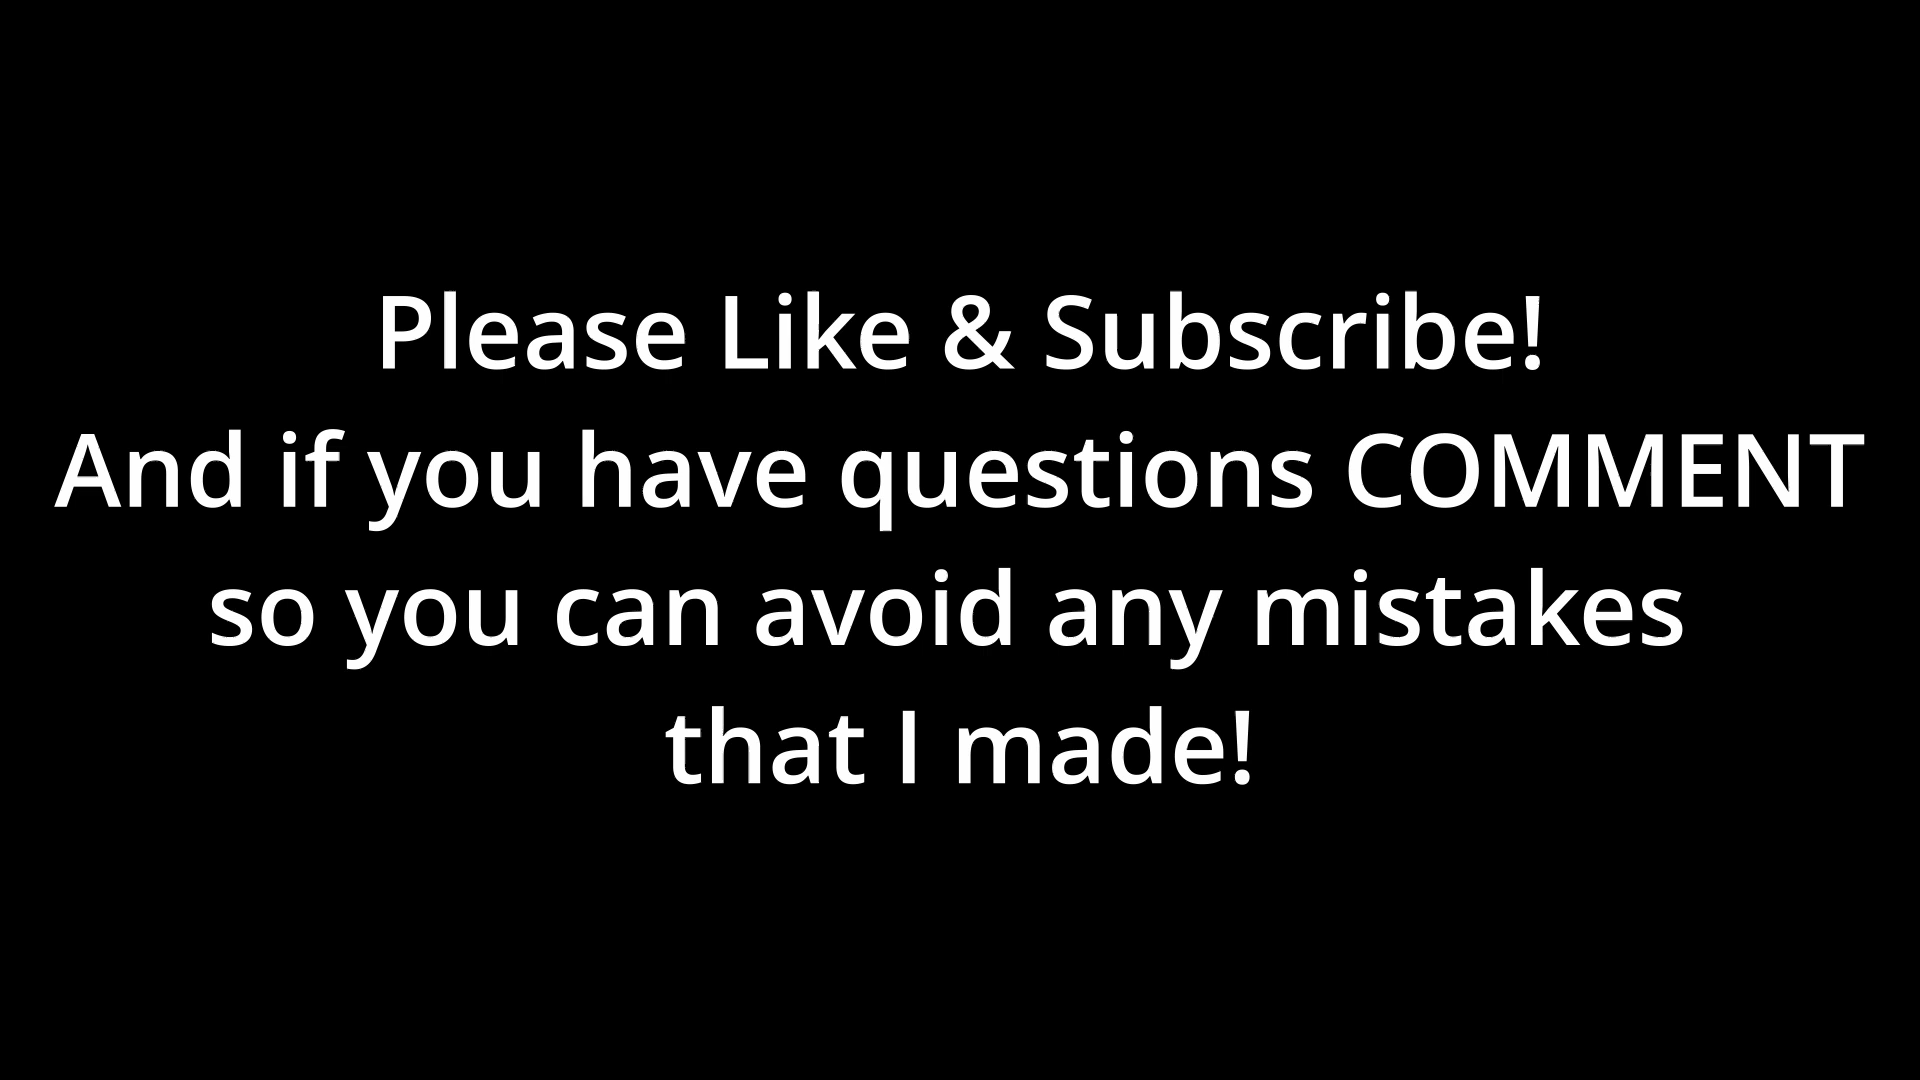 Please Like & Subscribe!
And if you have questions COMMENT
so you can avoid any mistakes
that I made!